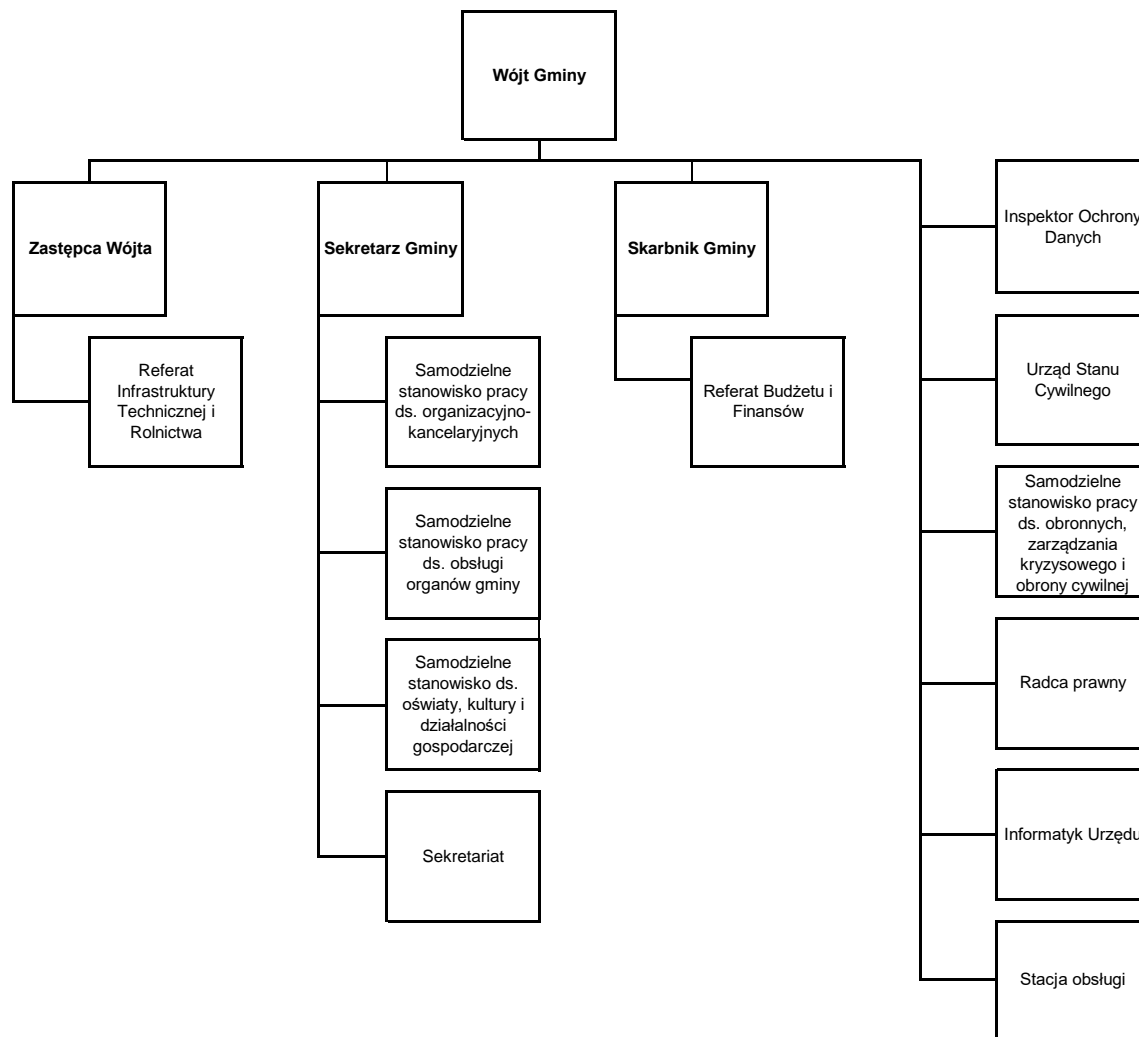 Wójt Gminy
Zastępca Wójta
Sekretarz Gminy
Skarbnik Gminy
Inspektor Ochrony
Danych
Referat
Infrastruktury
Technicznej i
Rolnictwa
Samodzielne
stanowisko pracy
ds. organizacyjno-
kancelaryjnych
Referat Budżetu i
Finansów
Urząd Stanu
Cywilnego
Samodzielne
stanowisko pracy
ds. obsługi
organów gminy
Samodzielne
stanowisko pracy
ds. obronnych,
zarządzania
kryzysowego i
obrony cywilnej
Samodzielne
stanowisko ds.
oświaty, kultury i
działalności
gospodarczej
Radca prawny
Sekretariat
Informatyk Urzędu
Stacja obsługi